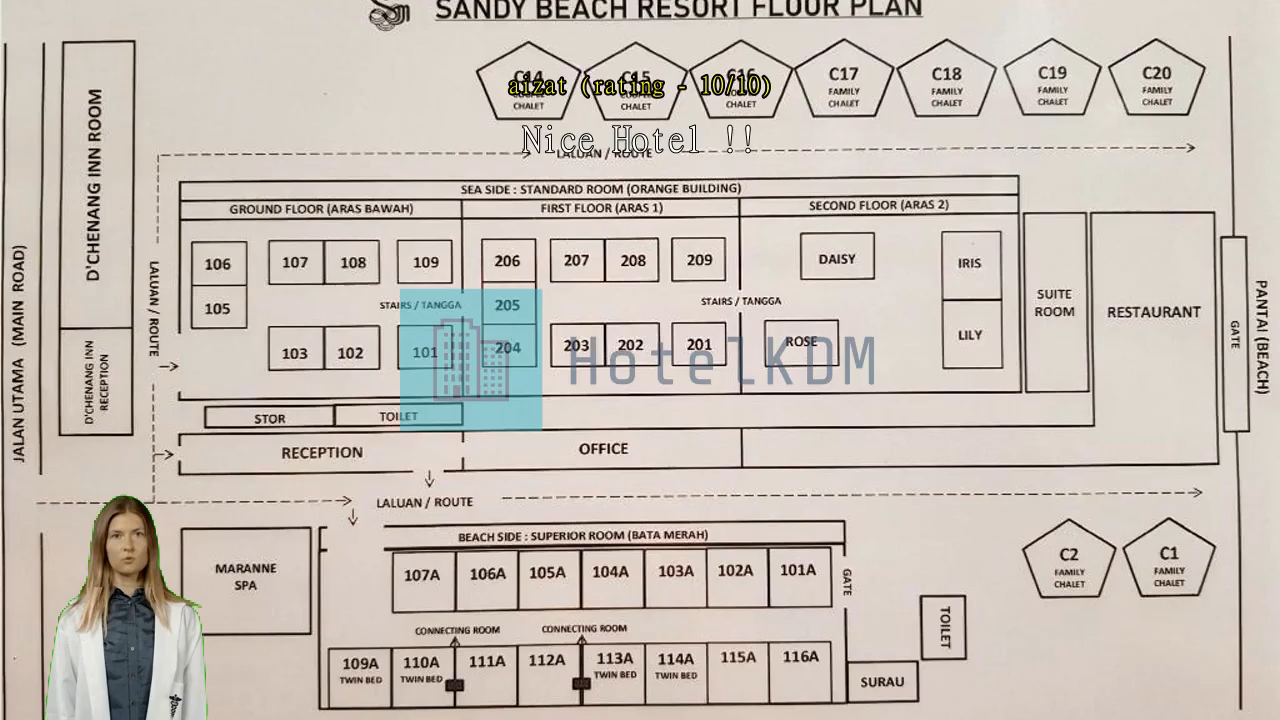 SANDY BEACH RESORT FLOOR PLAN
C14
C15
C16
C17
C18
C19
C20
CHALET
CHALET
CHALET
FAMILY
CHALET
FAMILY
CHALET
FAMILY
CHALET
FAMILY
CHALET
aizat (rating - 10/10)
Nice Hotel !!
LALUAN / ROUTE
JALAN UTAMA (MAIN ROAD)
D'CHENANG INN ROOM
D'CHENANG INN
RECEPTION
LALUAN / ROUTE
SEA SIDE : STANDARD ROOM (ORANGE BUILDING)
GROUND FLOOR (ARAS BAWAH)
FIRST FLOOR (ARAS 1)
SECOND FLOOR (ARAS 2)
106
107
108
109
206
207
208
209
DAISY
IRIS
105
STAIRS / TANGGA
205
STAIRS / TANGGA
103
102
101
204
203
202
201
ROSE
LILY
SUITE
ROOM
RESTAURANT
GATE
PANTAI (BEACH)
HotelKDM
STOR
TOILET
RECEPTION
OFFICE
LALUAN / ROUTE
MARANNE
SPA
BEACH SIDE : SUPERIOR ROOM (BATA MERAH)
107A
106A
105A
104A
103A
102A
101A
GATE
C2
FAMILY
CHALET
C1
FAMILY
CHALET
CONNECTING ROOM
CONNECTING ROOM
109A
TWIN BED
110A
TWIN BED
111A
112A
113A
TWIN BED
114A
TWIN BED
115A
116A
TOILET
SURAU